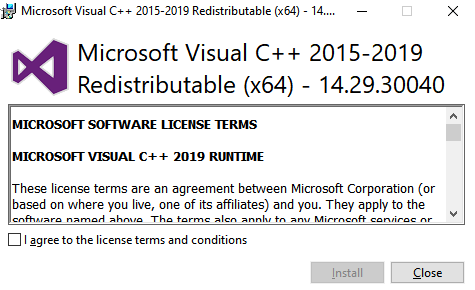 Microsoft Visual C++ 2015-2019 Redistributable (x64) - 14....
Microsoft Visual C++ 2015-2019
Redistributable (x64) - 14.29.30040
MICROSOFT SOFTWARE LICENSE TERMS
MICROSOFT VISUAL C++ 2019 RUNTIME
These license terms are an agreement between Microsoft Corporation (or
based on where you live, one of its affiliates) and you. They apply to the
software named above. The terms also apply to any Microsoft services or
I agree to the license terms and conditions
Install
Close